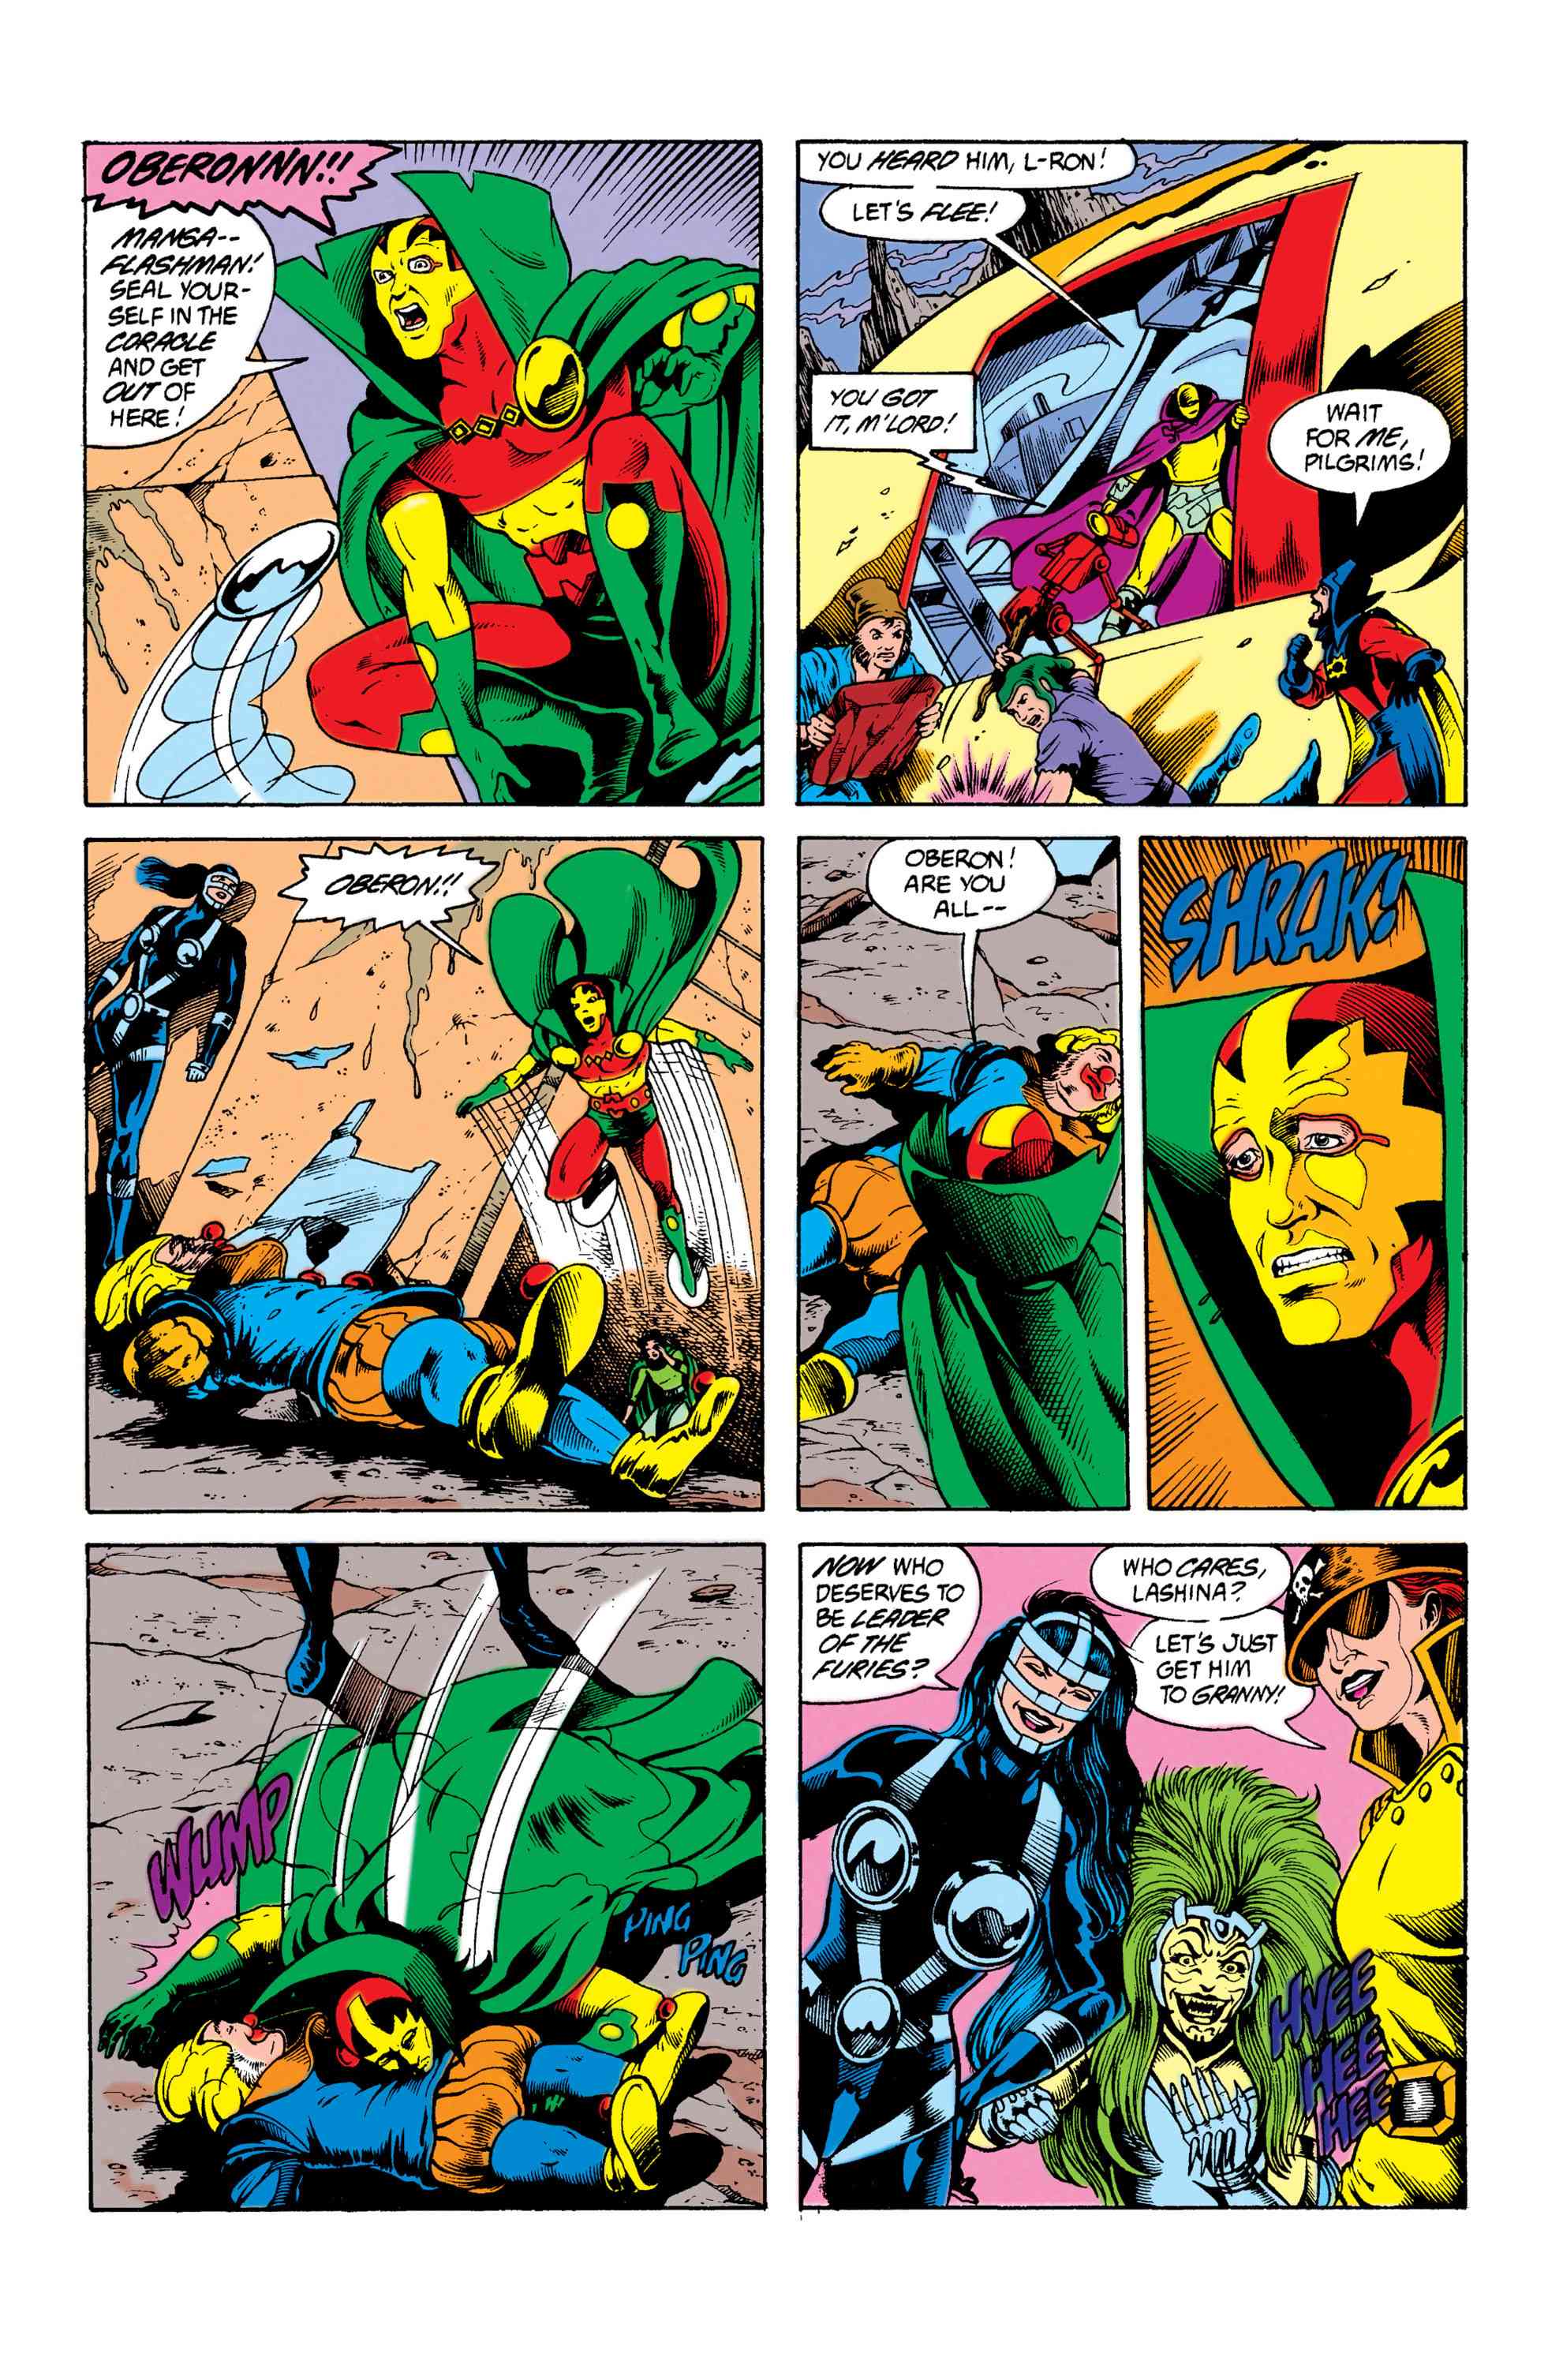 OBERONNN!!
MANGA--
FLASHMAN!
SEAL YOUR-
SELF IN THE
CORACLE
AND GET
OUT OF
HERE!
YOU HEARD HIM, L-RON!
LET'S FLEE!
YOU GOT
IT, M'LORD!
WAIT
FOR ME,
PILGRIMS!
OBERON!!
OBERON!
ARE YOU
ALL--
SHRAK!
WUMP
PING
PING
NOW WHO
DESERVES TO
BE LEADER
OF THE
FURIES?
WHO CARES,
LASHINA?
LET'S JUST
GET HIM
TO GRANNY!
HYEE
HEE
HEE